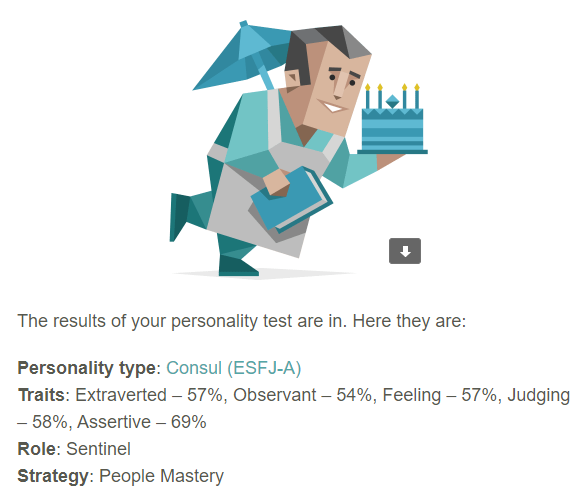 The results of your personality test are in. Here they are:
Personality type: Consul (ESFJ-A)
Traits: Extraverted – 57%, Observant – 54%, Feeling – 57%, Judging
– 58%, Assertive – 69%
Role: Sentinel
Strategy: People Mastery